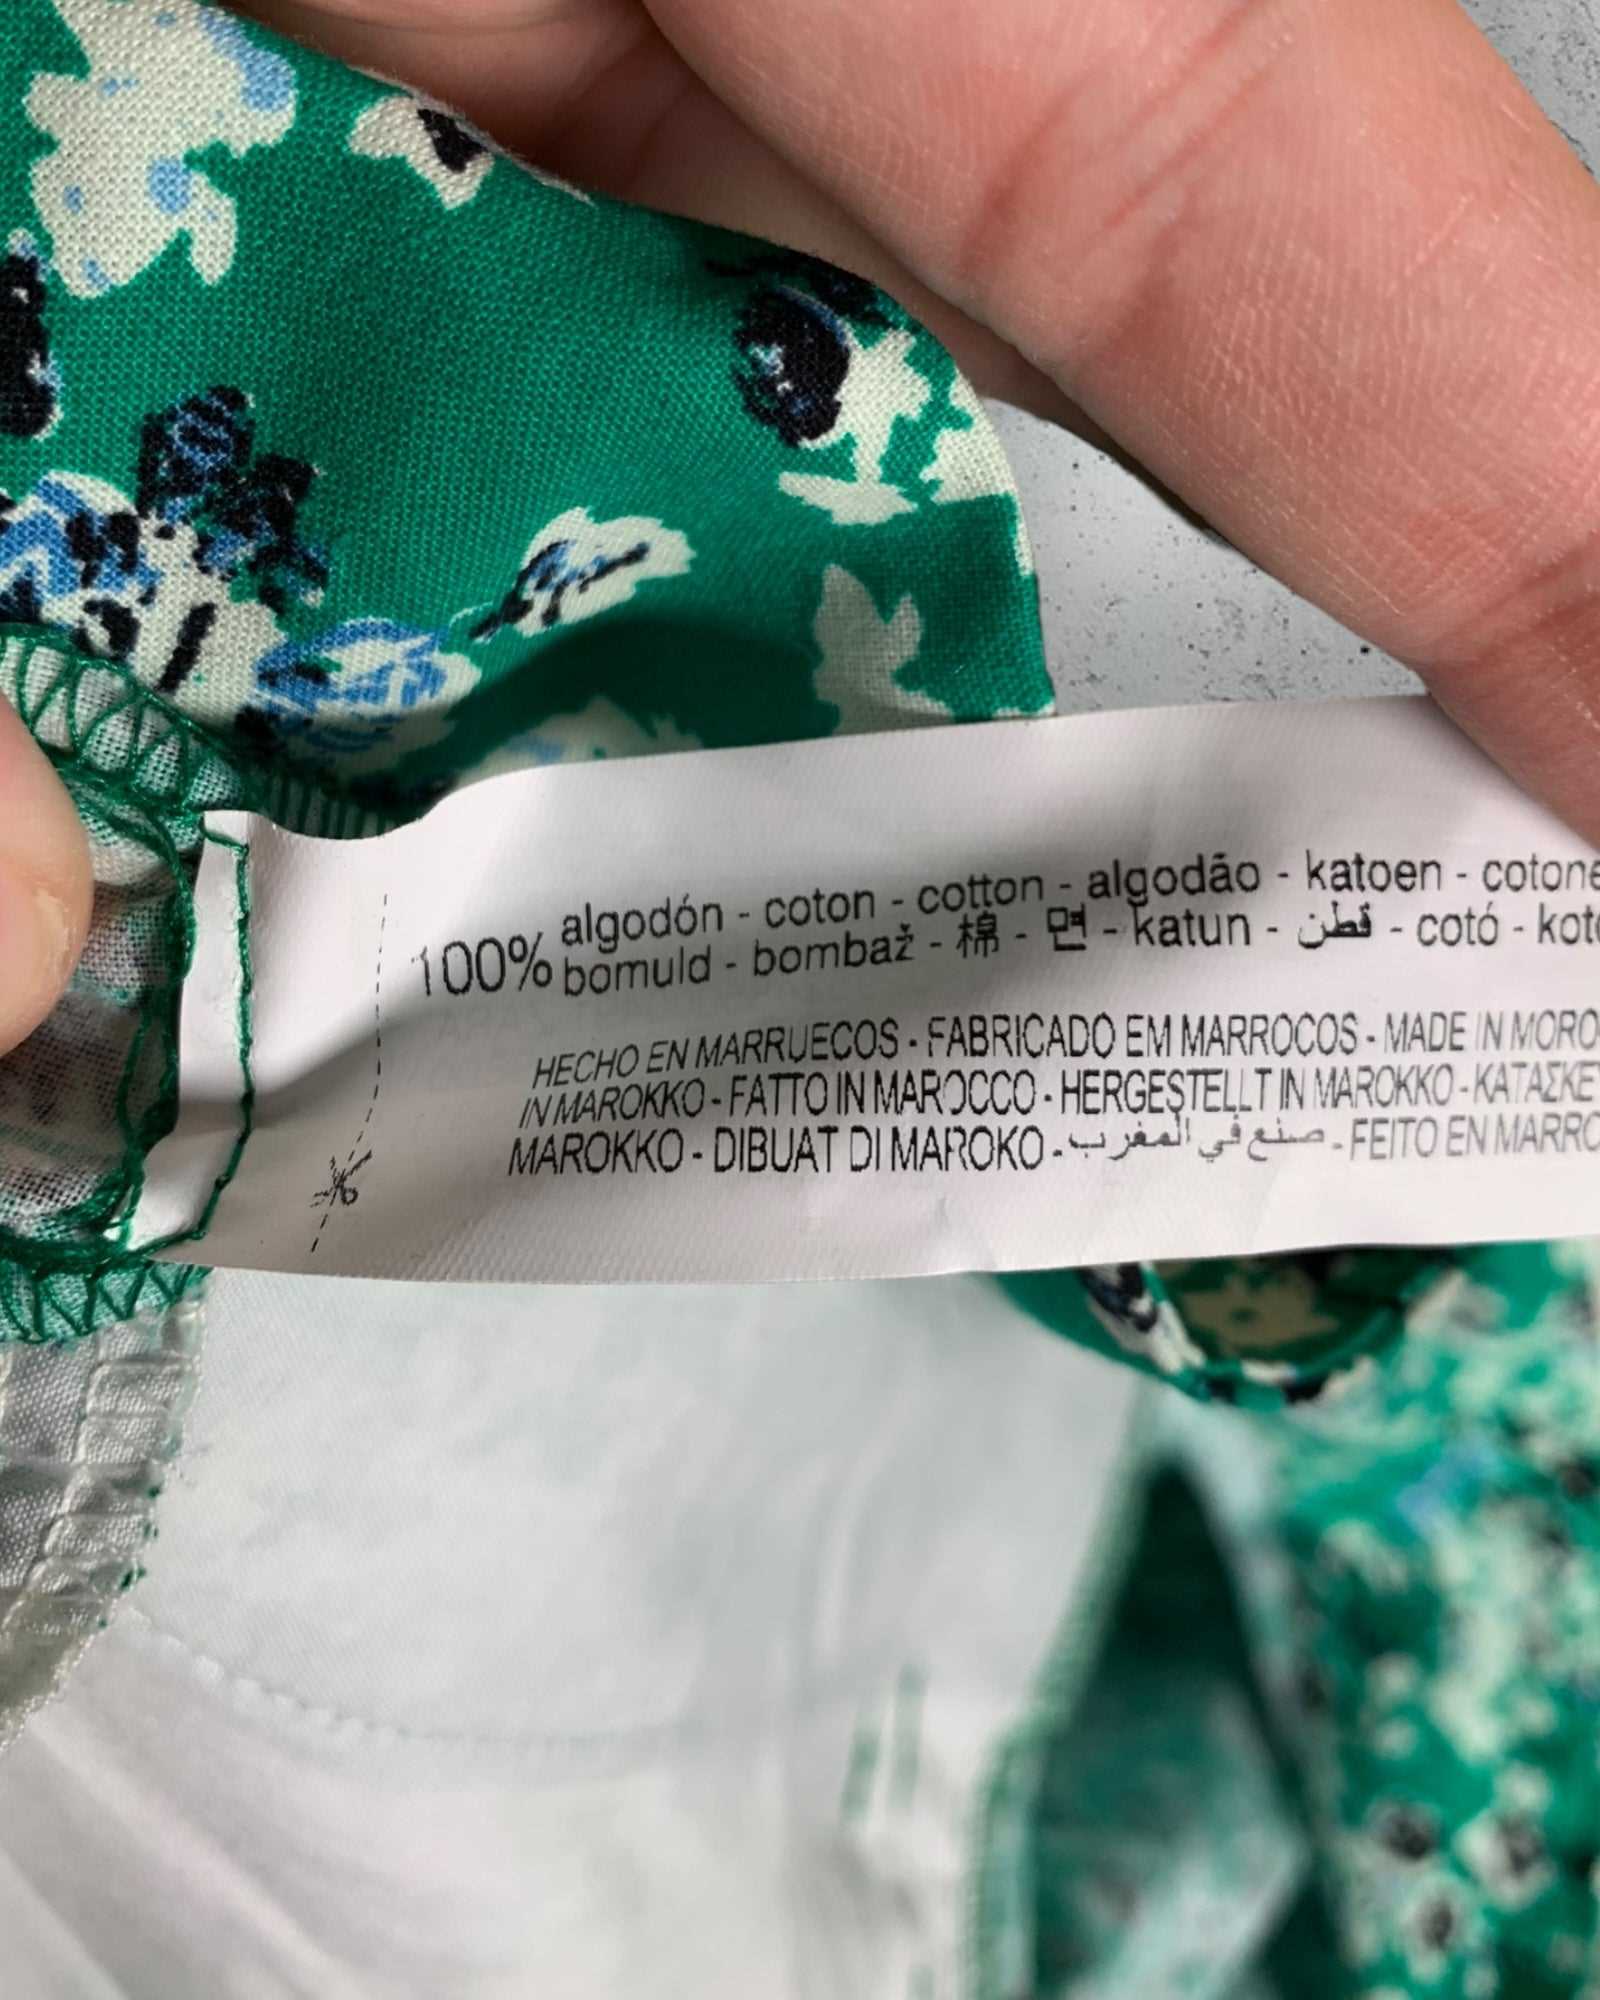 100% algodón - coton - cotton - algodão - katoen - cotone
bomuld - bombaž - 棉 - 면 - katun - قطن - cotó -
HECHO EN MARRUECOS - FABRICADO EM MARROCOS - MADE IN
IN MAROKKO - FATTO IN MAROCCO - HERGESTELLT IN MAROKKO -
MAROKKO - DIBUAT DI MAROKO - صنع في المغرب - FEITO EN